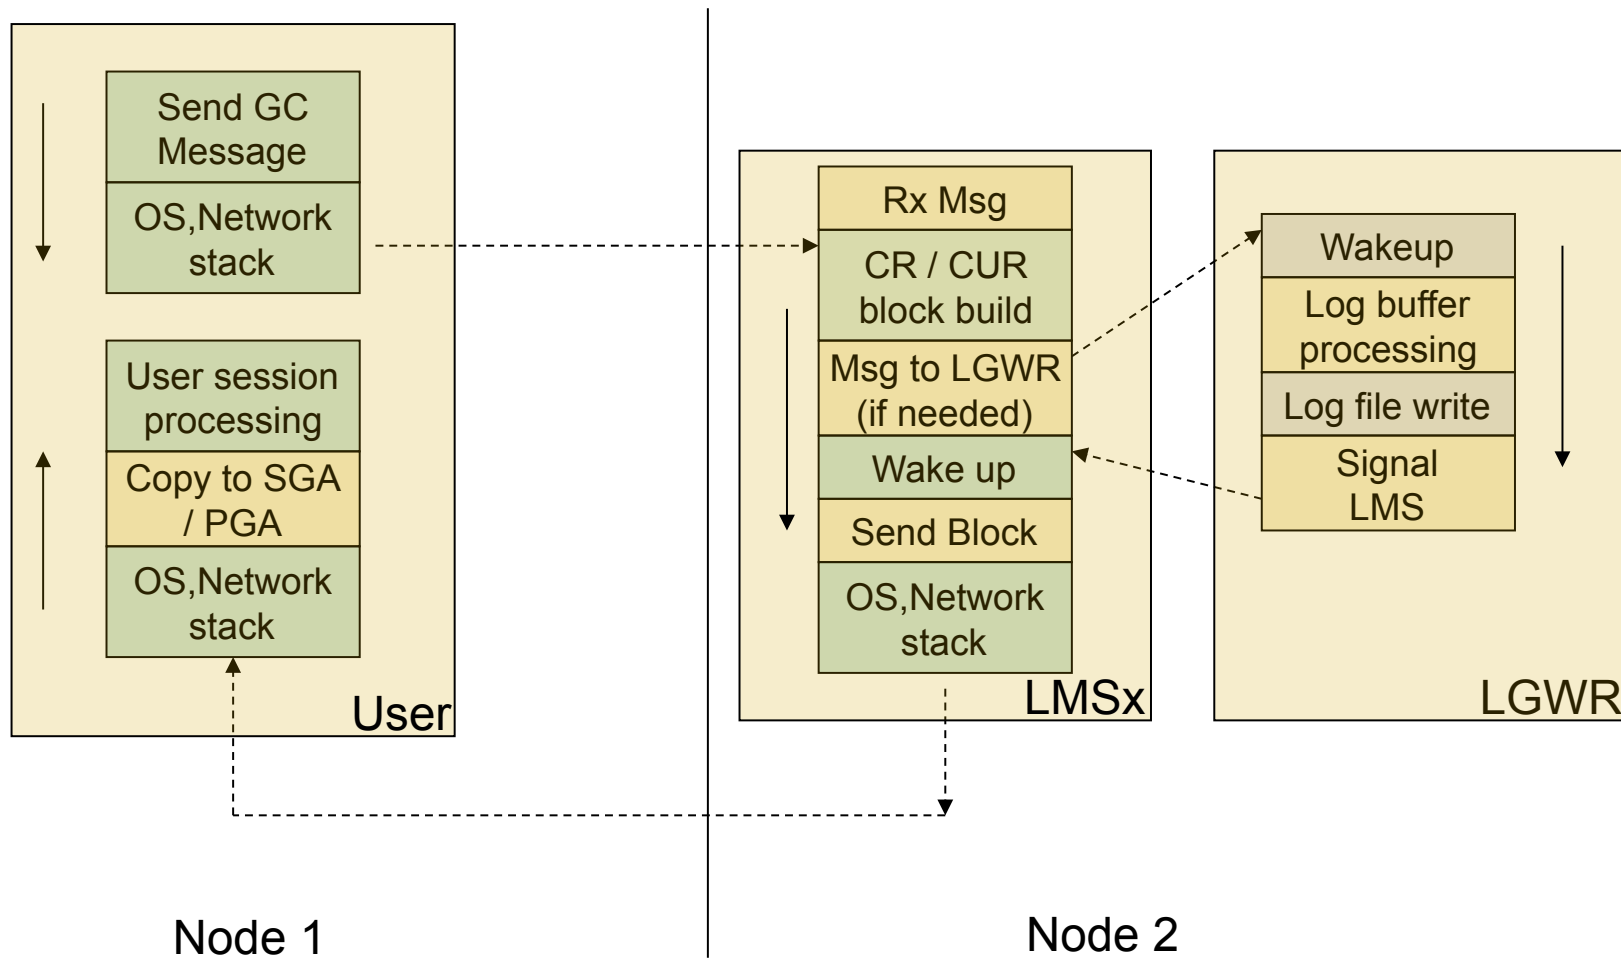 Send GC
Message
OS,Network
stack
User session
processing
Copy to SGA
/ PGA
OS,Network
stack
User
Rx Msg
CR / CUR
block build
Msg to LGWR
(if needed)
Wake up
Send Block
OS,Network
stack
LMSx
Wakeup
Log buffer
processing
Log file write
Signal
LMS
LGWR
Node 1
Node 2